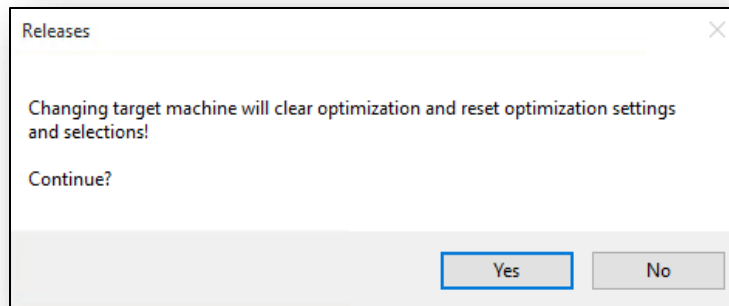 Releases
Changing target machine will clear optimization and reset optimization settings
and selections!
Continue?
Yes
No